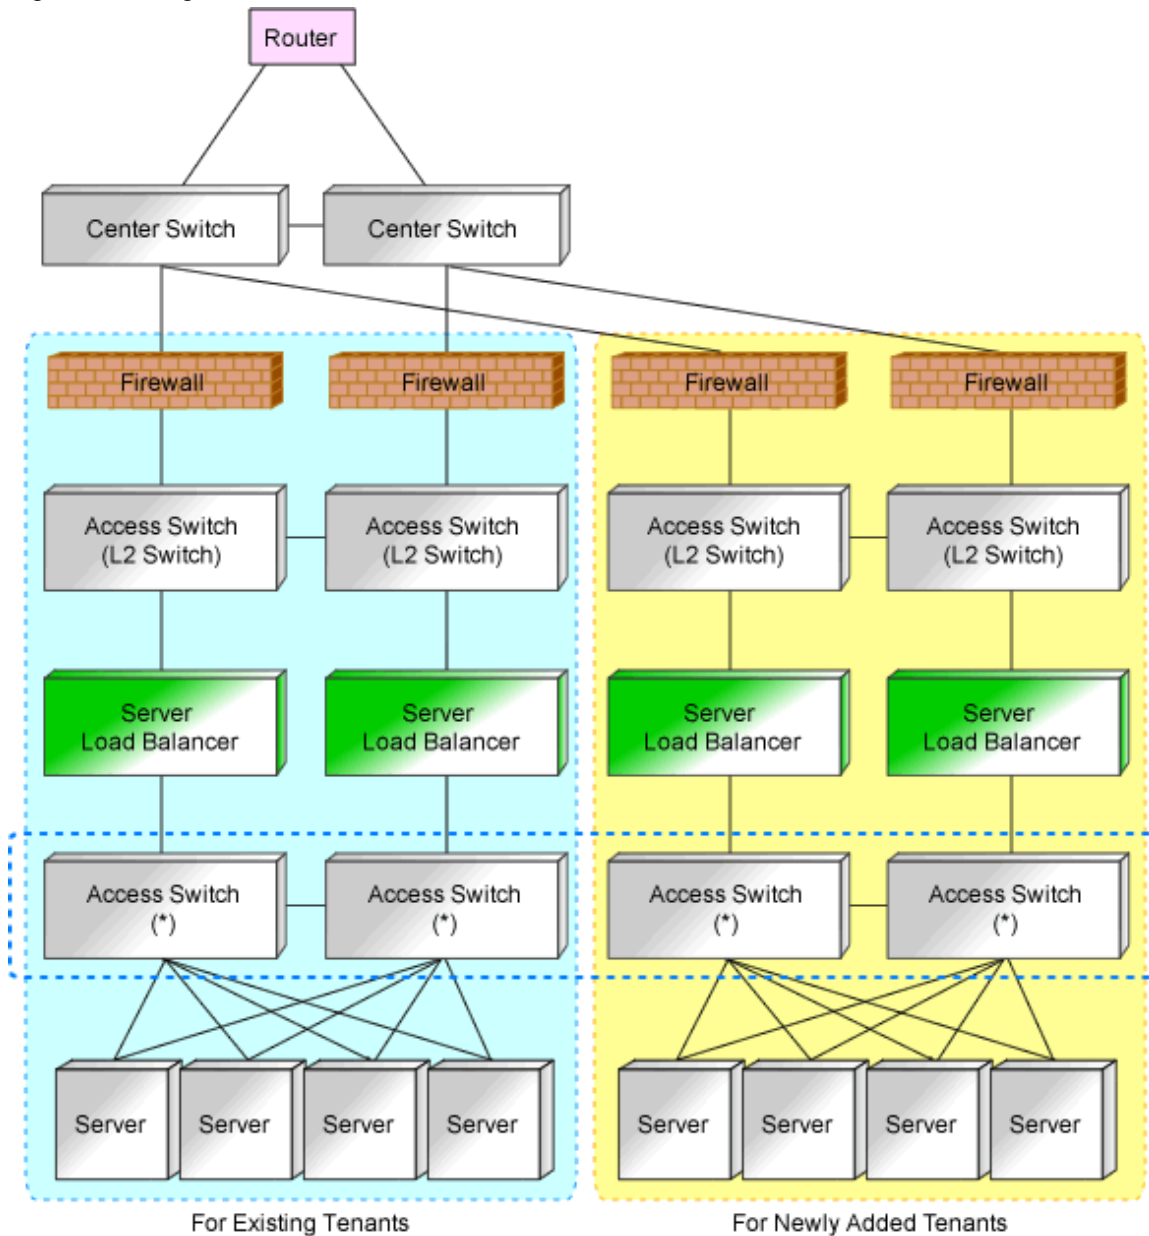 Router
Center Switch
Center Switch
Firewall
Firewall
Firewall
Firewall
Access Switch
(L2 Switch)
Access Switch
(L2 Switch)
Access Switch
(L2 Switch)
Access Switch
(L2 Switch)
Server
Load Balancer
Server
Load Balancer
Server
Load Balancer
Server
Load Balancer
Access Switch
(*)
Access Switch
(*)
Access Switch
(*)
Access Switch
(*)
Server
Server
Server
Server
Server
Server
Server
Server
For Existing Tenants
For Newly Added Tenants